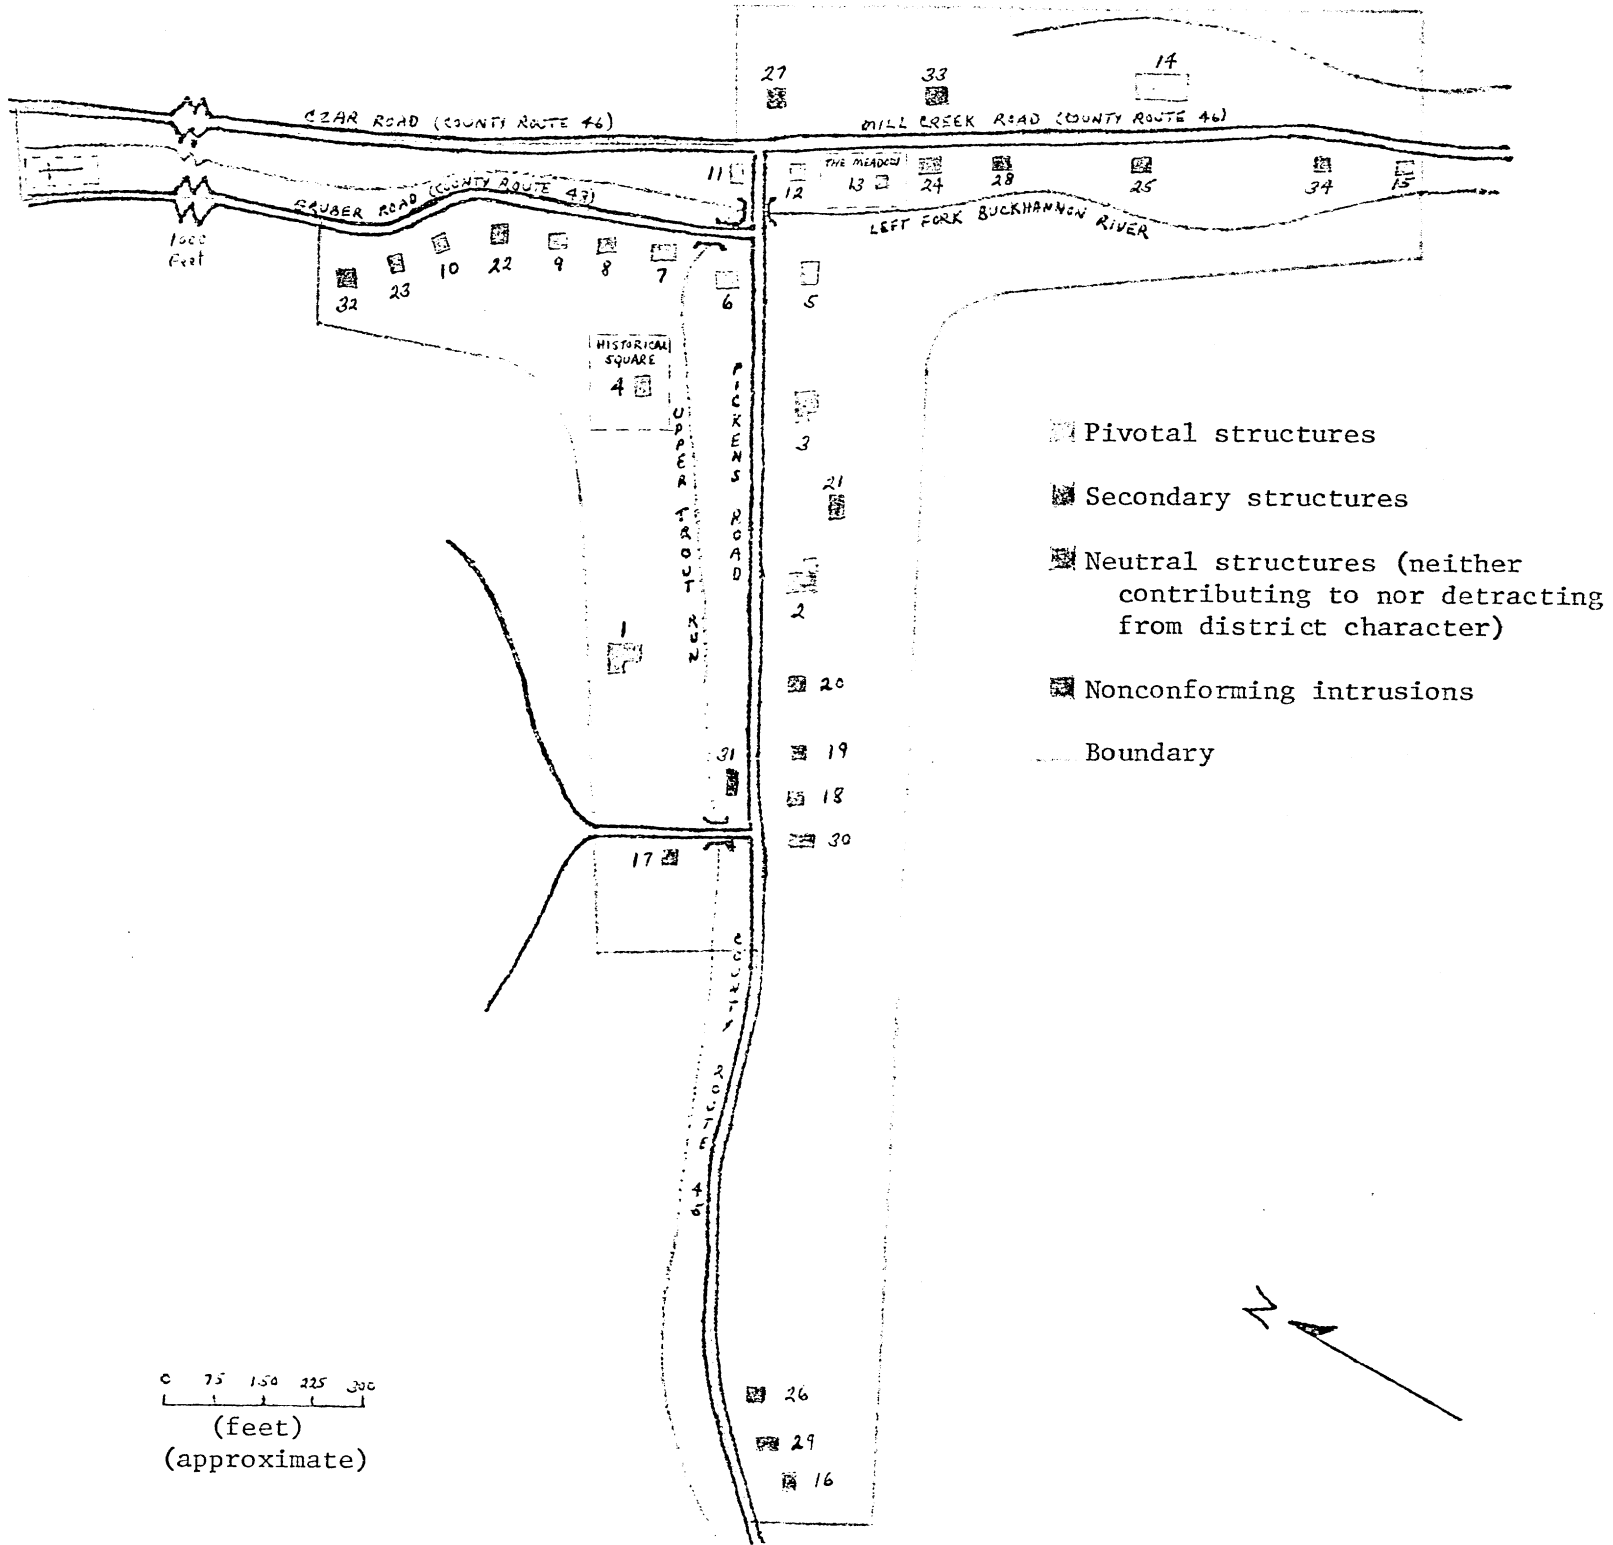 27
33
14
CZAR ROAD (COUNTY ROUTE 46)
MILL CREEK ROAD (COUNTY ROUTE 46)
11
12
THE MEADOW
13
24
28
25
34
15
GRUBER ROAD (COUNTY ROUTE 43)
LEFT FORK BUCKHANNON RIVER
1000
Feet
32
23
10
22
9
8
7
6
5
HISTORICAL
SQUARE
4
PICKENS ROAD
UPPER TROUT RUN
3
21
2
1
20
19
31
18
30
17
COUNTY ROUTE 46
26
29
16
Pivotal structures
Secondary structures
Neutral structures (neither
contributing to nor detracting
from district character)
Nonconforming intrusions
Boundary
N
0 75 150 225 300
(feet)
(approximate)